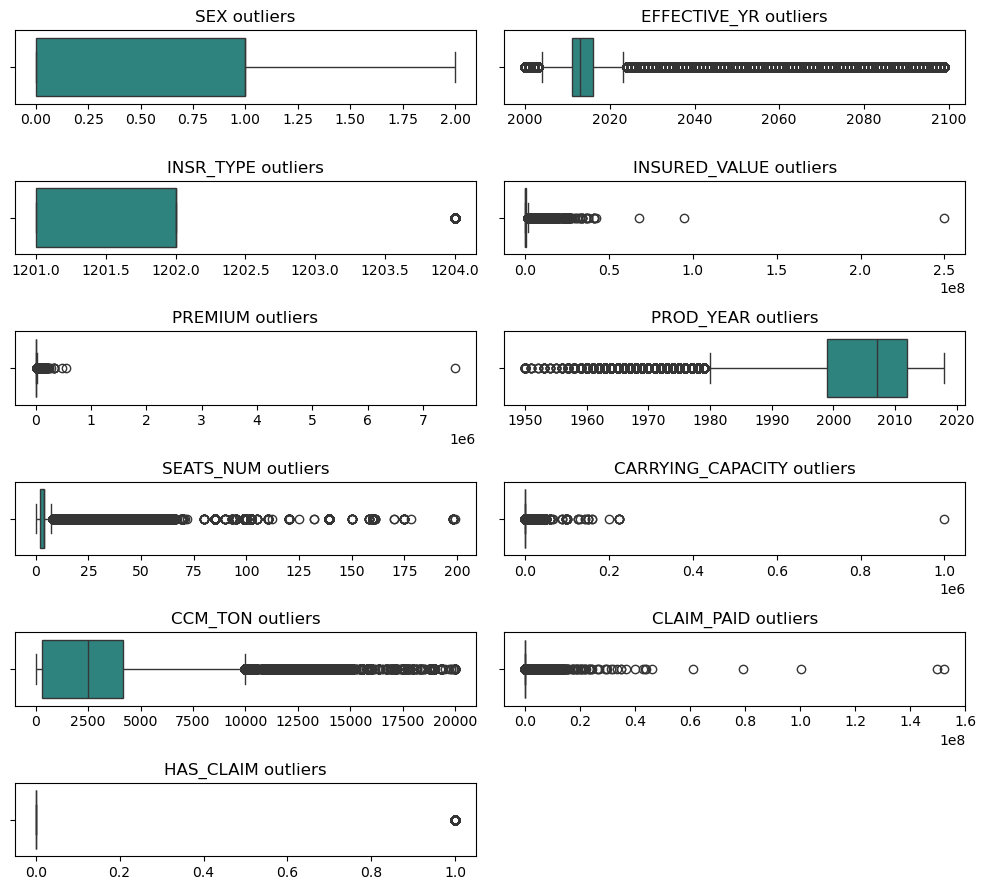 SEX outliers
0.00 0.25 0.50 0.75 1.00 1.25 1.50 1.75 2.00
EFFECTIVE_YR outliers
2000 2020 2040 2060 2080 2100
INSR_TYPE outliers
1201.0 1201.5 1202.0 1202.5 1203.0 1203.5 1204.0
INSURED_VALUE outliers
0.0 0.5 1.0 1.5 2.0 2.5
1e8
PREMIUM outliers
0 1 2 3 4 5 6 7
1e6
PROD_YEAR outliers
1950 1960 1970 1980 1990 2000 2010 2020
SEATS_NUM outliers
0 25 50 75 100 125 150 175 200
CARRYING_CAPACITY outliers
0.0 0.2 0.4 0.6 0.8 1.0
1e6
CCM_TON outliers
0 2500 5000 7500 10000 12500 15000 17500 20000
CLAIM_PAID outliers
0.0 0.2 0.4 0.6 0.8 1.0 1.2 1.4 1.6
1e8
HAS_CLAIM outliers
0.0 0.2 0.4 0.6 0.8 1.0